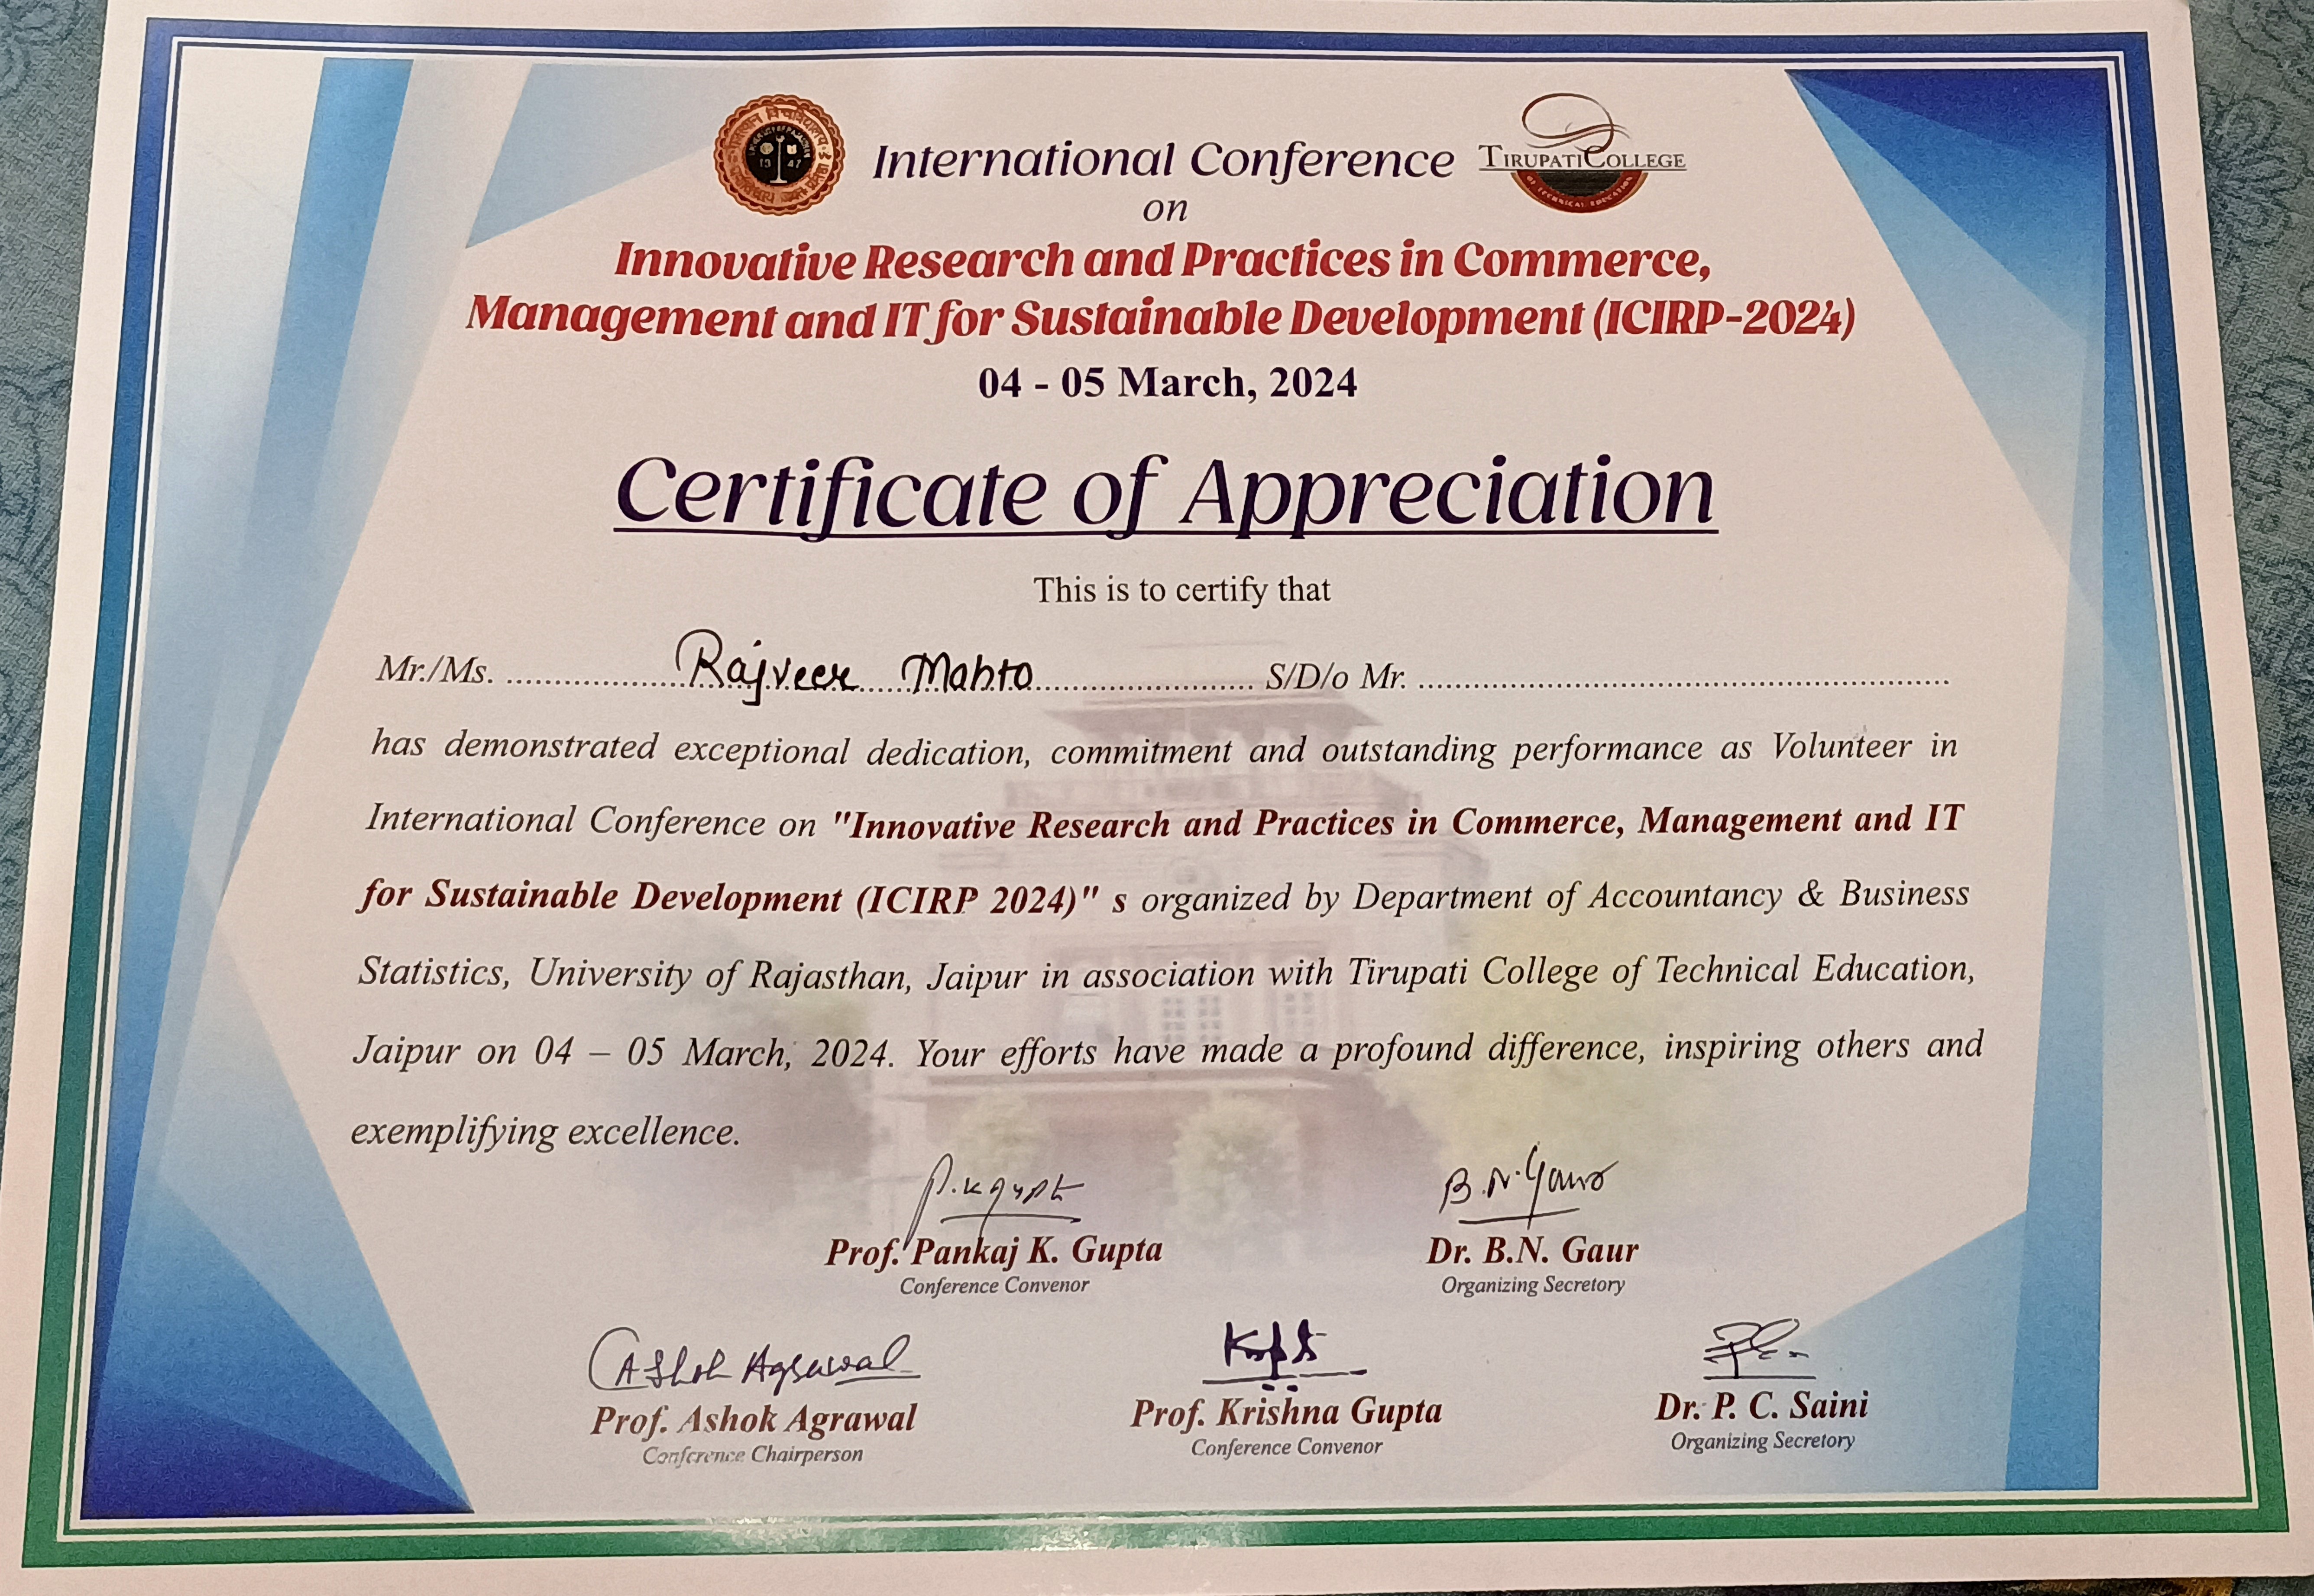 International Conference
TIRUPATI COLLEGE
OF TECHNICAL EDUCATION
1947
on
Innovative Research and Practices in Commerce,
Management and IT for Sustainable Development (ICIRP-2024)
04 - 05 March, 2024
Certificate of Appreciation
This is to certify that
Mr./Ms. .......... Rajveer Mahto .......... S/D/o Mr. ..........
has demonstrated exceptional dedication, commitment and outstanding performance as Volunteer in
International Conference on "Innovative Research and Practices in Commerce, Management and IT
for Sustainable Development (ICIRP 2024)" s organized by Department of Accountancy & Business
Statistics, University of Rajasthan, Jaipur in association with Tirupati College of Technical Education,
Jaipur on 04 – 05 March, 2024. Your efforts have made a profound difference, inspiring others and
exemplifying excellence.
P.K Gupta
B.N. Gaur
Prof. Pankaj K. Gupta
Dr. B.N. Gaur
Conference Convenor
Organizing Secretary
Ashok Agrawal
Prof. Ashok Agrawal
Prof. Krishna Gupta
Dr. P. C. Saini
Conference Chairperson
Conference Convenor
Organizing Secretary